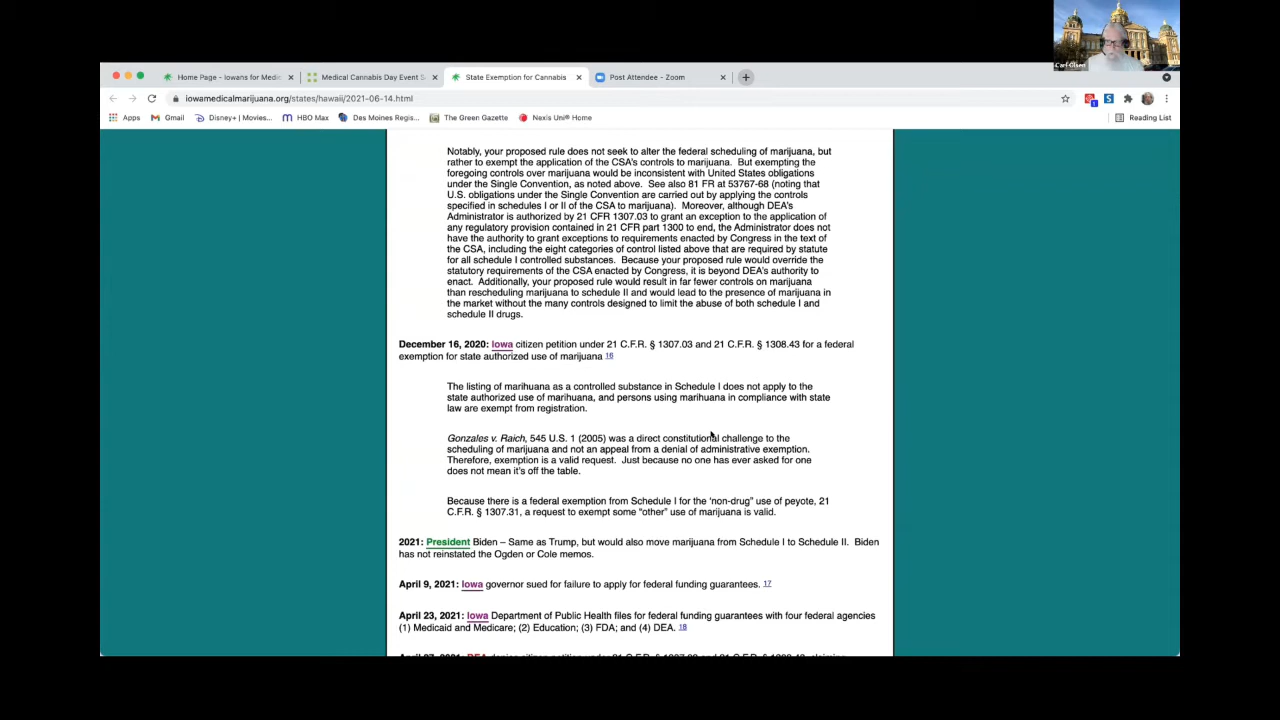 Carl Olsen
Home Page - Iowans for Medic
Medical Cannabis Day Event S
State Exemption for Cannabis
Post Attendee - Zoom
iowamedicalmarijuana.org/states/hawaii/2021-06-14.html
Apps
Gmail
Disney+ | Movies...
HBO Max
Des Moines Regis...
The Green Gazette
Nexis Uni® Home
Reading List
Notably, your proposed rule does not seek to alter the federal scheduling of marijuana, but
rather to exempt the application of the CSA's controls to marijuana. But exempting the
foregoing controls over marijuana would be inconsistent with United States obligations
under the Single Convention, as noted above. See also 81 FR at 53767-68 (noting that
U.S. obligations under the Single Convention are carried out by applying the controls
specified in schedules I or II of the CSA to marijuana). Moreover, although DEA's
Administrator is authorized by 21 CFR 1307.03 to grant an exception to the application of
any regulatory provision contained in 21 CFR part 1300 to end, the Administrator does not
have the authority to grant exceptions to requirements enacted by Congress in the text of
the CSA, including the eight categories of control listed above that are required by statute
for all schedule I controlled substances. Because your proposed rule would override the
statutory requirements of the CSA enacted by Congress, it is beyond DEA's authority to
enact. Additionally, your proposed rule would result in far fewer controls on marijuana
than rescheduling marijuana to schedule II and would lead to the presence of marijuana in
the market without the many controls designed to limit the abuse of both schedule I and
schedule II drugs.
December 16, 2020: Iowa citizen petition under 21 C.F.R. § 1307.03 and 21 C.F.R. § 1308.43 for a federal
exemption for state authorized use of marijuana 16
The listing of marihuana as a controlled substance in Schedule I does not apply to the
state authorized use of marihuana, and persons using marihuana in compliance with state
law are exempt from registration.
Gonzales v. Raich, 545 U.S. 1 (2005) was a direct constitutional challenge to the
scheduling of marijuana and not an appeal from a denial of administrative exemption.
Therefore, exemption is a valid request. Just because no one has ever asked for one
does not mean it's off the table.
Because there is a federal exemption from Schedule I for the 'non-drug" use of peyote, 21
C.F.R. § 1307.31, a request to exempt some "other" use of marijuana is valid.
2021: President Biden – Same as Trump, but would also move marijuana from Schedule I to Schedule II. Biden
has not reinstated the Ogden or Cole memos.
April 9, 2021: Iowa governor sued for failure to apply for federal funding guarantees. 17
April 23, 2021: Iowa Department of Public Health files for federal funding guarantees with four federal agencies
(1) Medicaid and Medicare; (2) Education; (3) FDA; and (4) DEA. 18
April 27, 2021: DEA denies citizen petition under 21 C.F.R. § 1307.03 and 21 C.F.R. § 1308.43, claiming